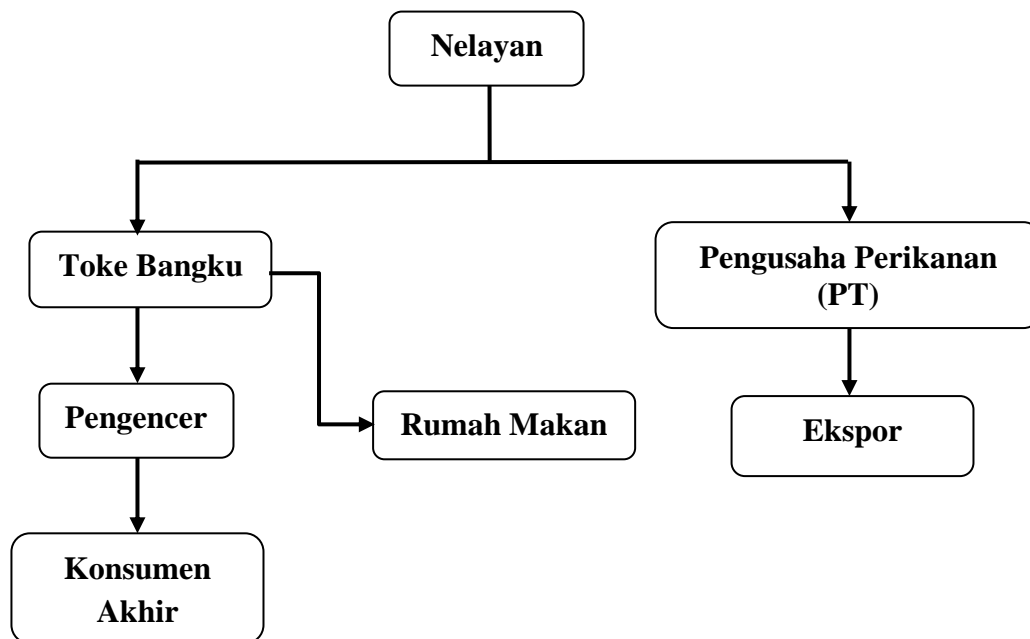 Nelayan
Toke Bangku
Pengusaha Perikanan
(PT)
Pengencer
Rumah Makan
Ekspor
Konsumen
Akhir